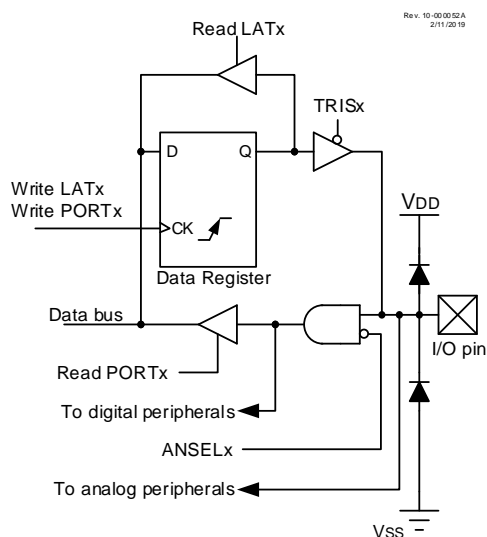 Rev. 10-000052A
2/11/2019
Read LATx
TRISx
D
Q
Write LATx
Write PORTx
CK
Data Register
VDD
Data bus
I/O pin
Read PORTx
To digital peripherals
ANSELx
To analog peripherals
VSS